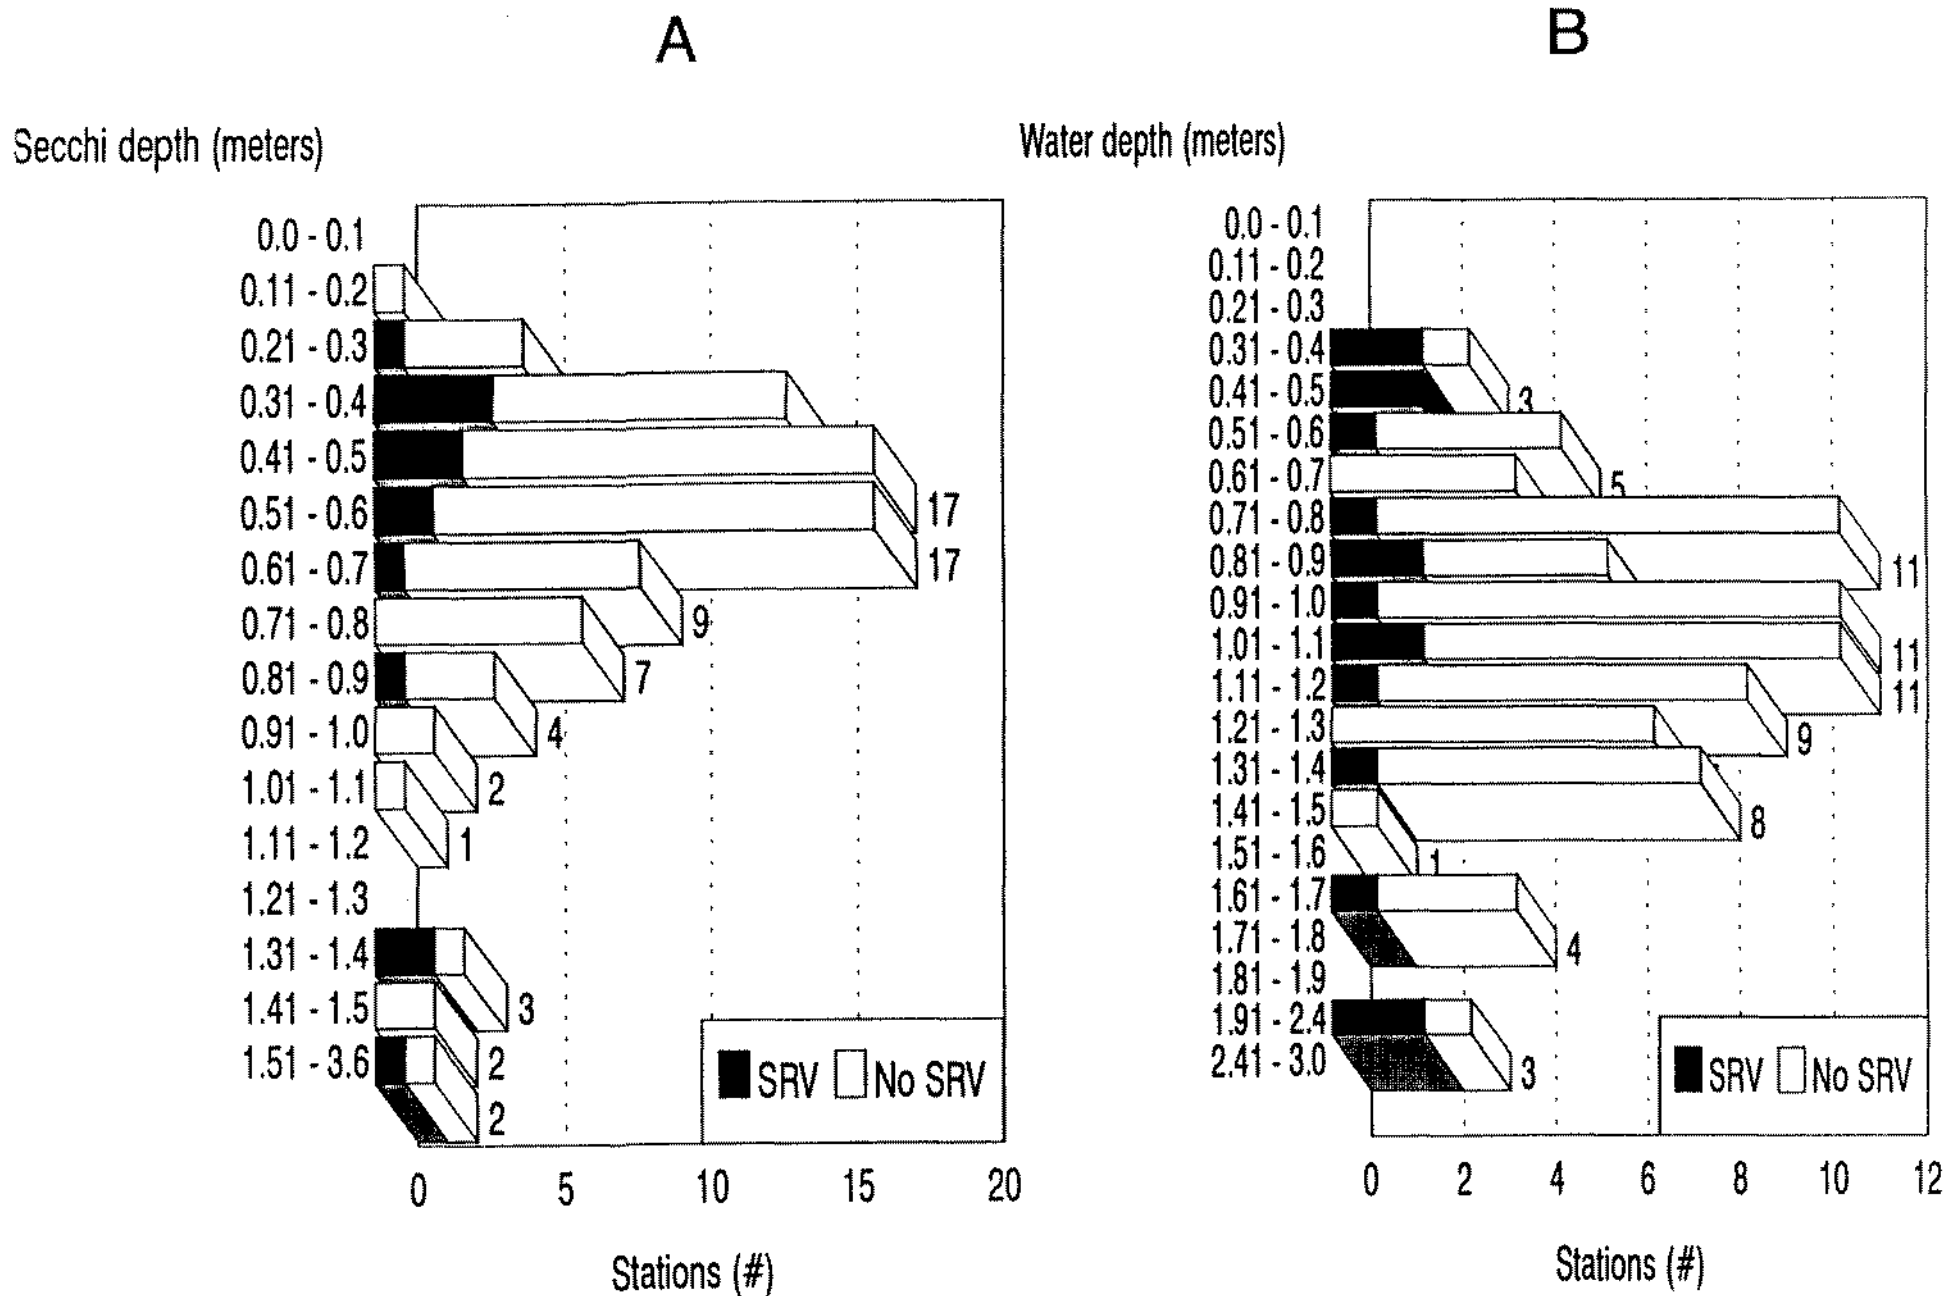 A
Secchi depth (meters)
0.0 - 0.1
0.11 - 0.2
0.21 - 0.3
0.31 - 0.4
0.41 - 0.5
0.51 - 0.6
0.61 - 0.7
0.71 - 0.8
0.81 - 0.9
0.91 - 1.0
1.01 - 1.1
1.11 - 1.2
1.21 - 1.3
1.31 - 1.4
1.41 - 1.5
1.51 - 3.6
17
17
9
7
4
2
1
3
2
2
SRV No SRV
0 5 10 15 20
Stations (#)
B
Water depth (meters)
0.0 - 0.1
0.11 - 0.2
0.21 - 0.3
0.31 - 0.4
0.41 - 0.5
0.51 - 0.6
0.61 - 0.7
0.71 - 0.8
0.81 - 0.9
0.91 - 1.0
1.01 - 1.1
1.11 - 1.2
1.21 - 1.3
1.31 - 1.4
1.41 - 1.5
1.51 - 1.6
1.61 - 1.7
1.71 - 1.8
1.81 - 1.9
1.91 - 2.4
2.41 - 3.0
3
5
11
11
11
9
8
1
4
3
SRV No SRV
0 2 4 6 8 10 12
Stations (#)